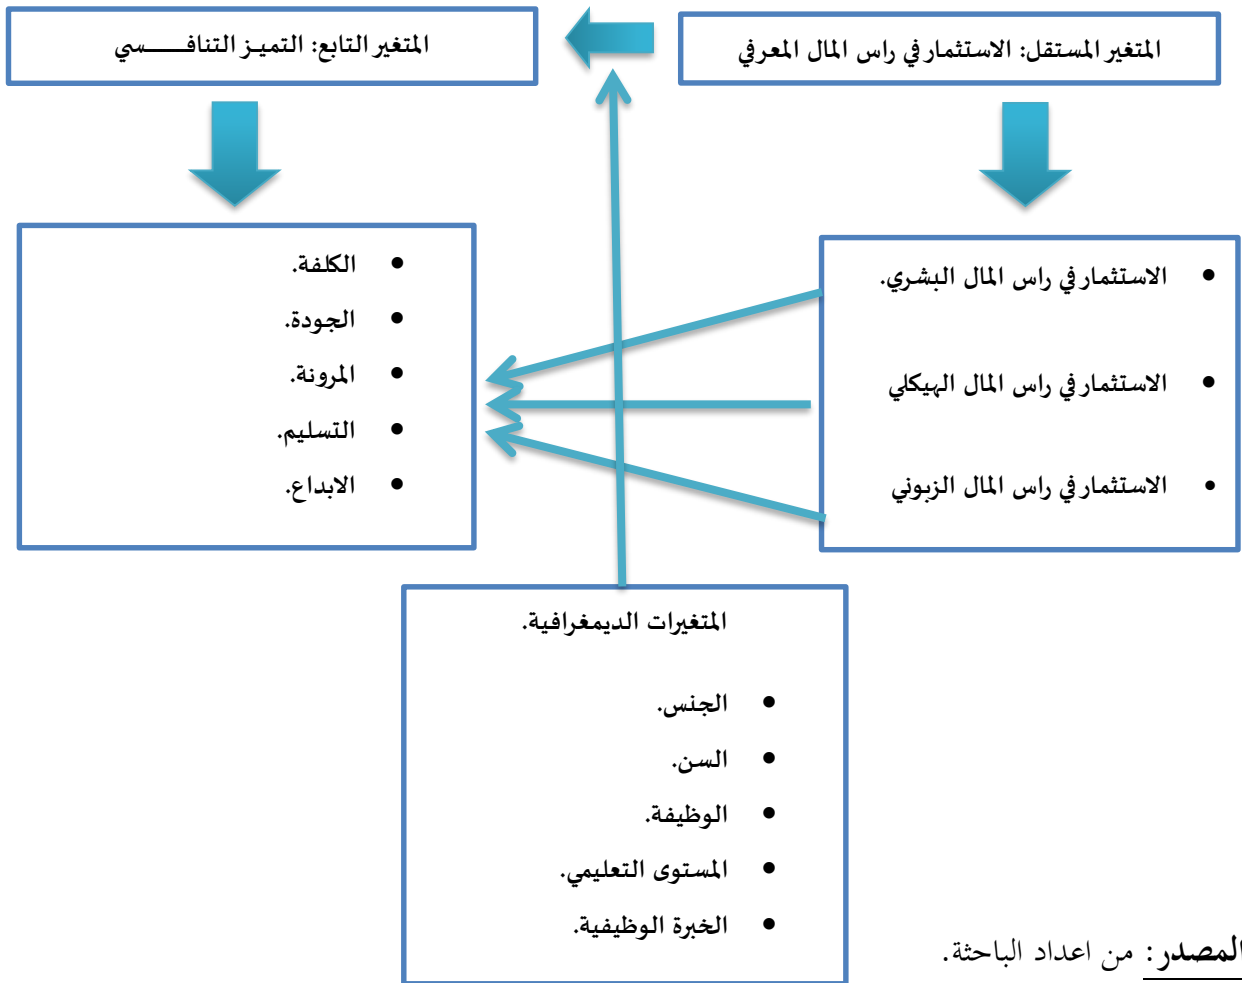 المتغير المستقل: الاستثمار في راس المال المعرفي
المتغير التابع: التميـز التنافـــــسي
• الاستثمار في راس المال البشري.
• الاستثمار في راس المال الهيكلي
• الاستثمار في راس المال الزبوني
• الكلفة.
• الجودة.
• المرونة.
• التسليم.
• الابداع.
المتغيرات الديمغرافية.
• الجنس.
• السن.
• الوظيفة.
• المستوى التعليمي.
• الخبرة الوظيفية.
المصدر: من اعداد الباحثة.